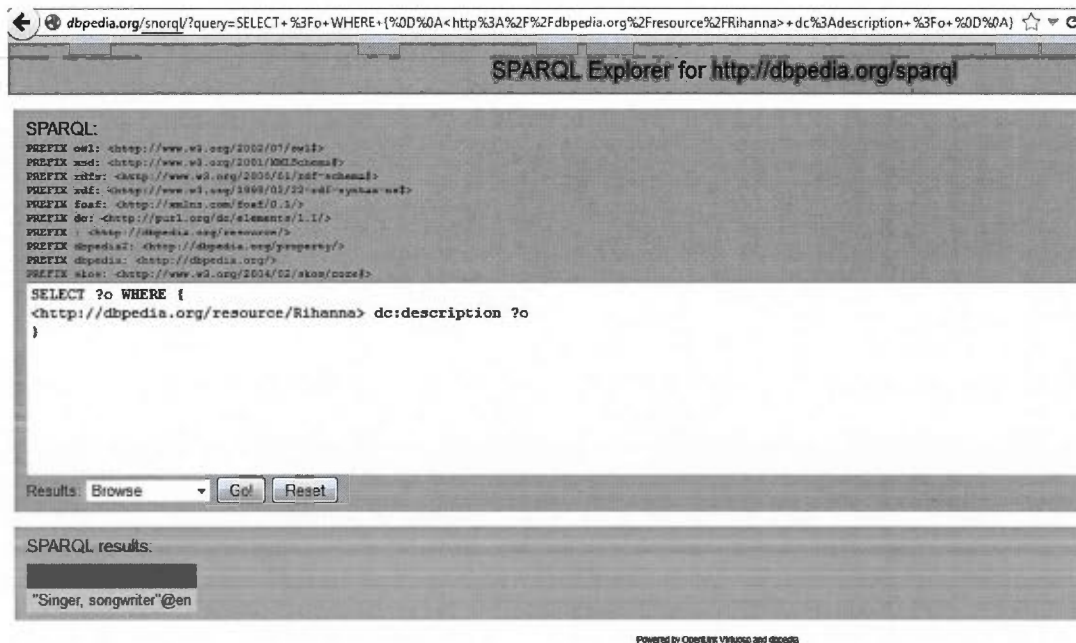 dbpedia.org/snorql/?query=SELECT+%3Fo+WHERE+{%0D%0A<http%3A%2F%2Fdbpedia.org%2Fresource%2FRihanna>+dc%3Adescription+%3Fo+%0D%0A}
SPARQL Explorer for http://dbpedia.org/sparql
SPARQL:
PREFIX owl: <http://www.w3.org/2002/07/owl#>
PREFIX xsd: <http://www.w3.org/2001/XMLSchema#>
PREFIX rdfs: <http://www.w3.org/2000/01/rdf-schema#>
PREFIX rdf: <http://www.w3.org/1999/02/22-rdf-syntax-ns#>
PREFIX foaf: <http://xmlns.com/foaf/0.1/>
PREFIX dc: <http://purl.org/dc/elements/1.1/>
PREFIX : <http://dbpedia.org/resource/>
PREFIX dbpedia2: <http://dbpedia.org/property/>
PREFIX dbpedia: <http://dbpedia.org/>
PREFIX skos: <http://www.w3.org/2004/02/skos/core#>
SELECT ?o WHERE {
<http://dbpedia.org/resource/Rihanna> dc:description ?o
}
Results: Browse Go! Reset
SPARQL results:
"Singer, songwriter"@en
Powered by OpenLink Virtuoso and dbpedia